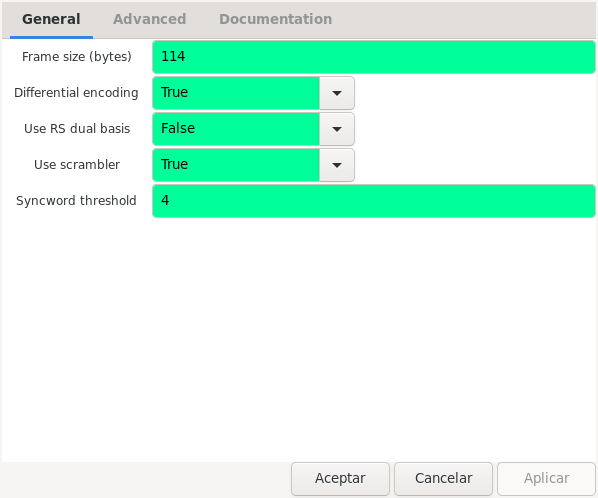 General Advanced Documentation
Frame size (bytes) 114
Differential encoding True
Use RS dual basis False
Use scrambler True
Syncword threshold 4
Aceptar Cancelar Aplicar